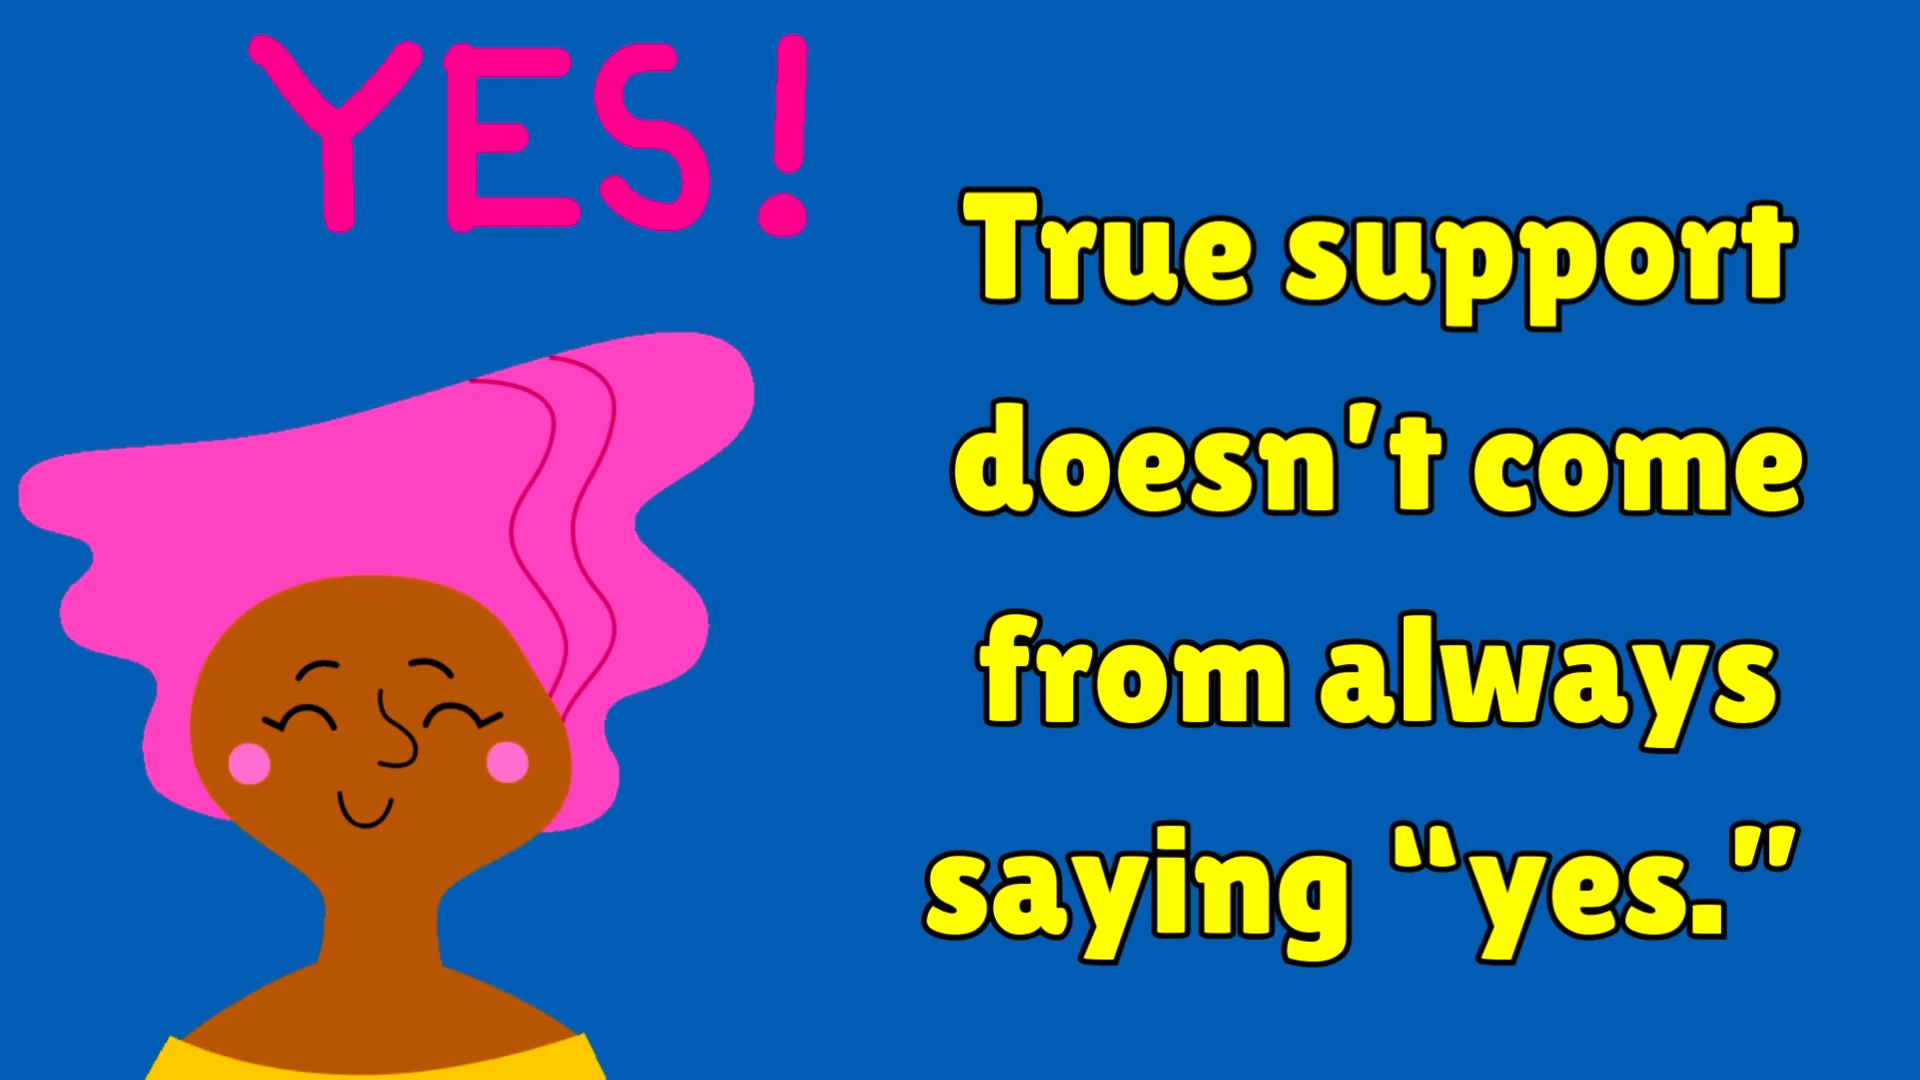 YES!
True support
doesn't come
from always
saying “yes.”